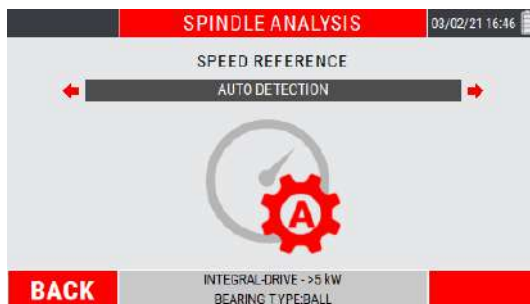 SPINDLE ANALYSIS
03/02/21 16:46
SPEED REFERENCE
AUTO DETECTION
A
BACK
INTEGRAL-DRIVE - >5 kW
BEARING TYPE:BALL